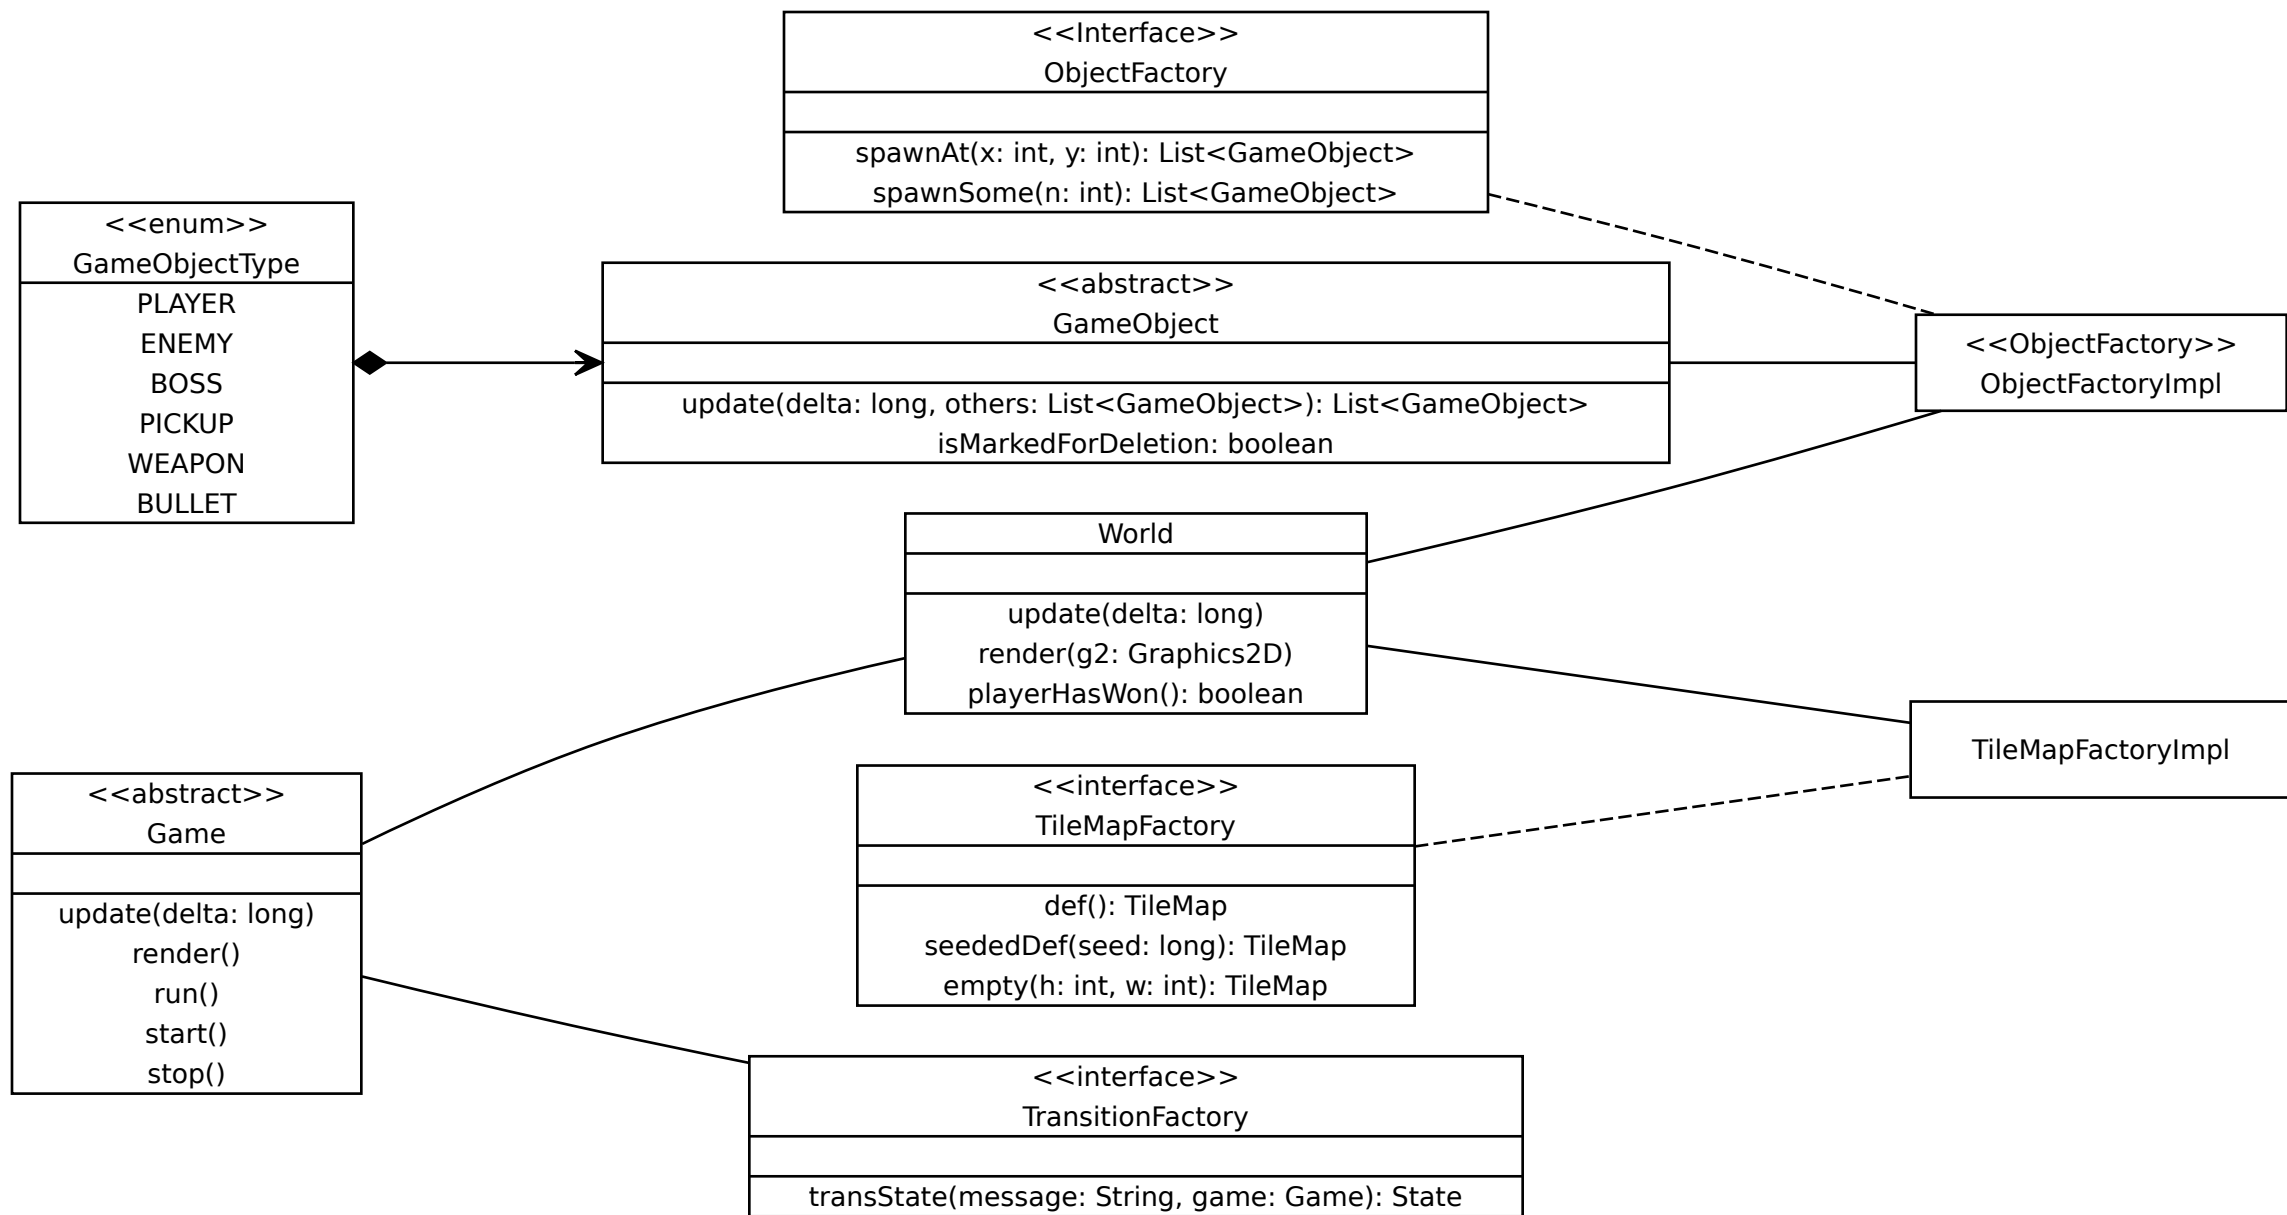 <<Interface>>
ObjectFactory
spawnAt(x: int, y: int): List<GameObject>
spawnSome(n: int): List<GameObject>
<<enum>>
GameObjectType
PLAYER
ENEMY
BOSS
PICKUP
WEAPON
BULLET
<<abstract>>
GameObject
update(delta: long, others: List<GameObject>): List<GameObject>
isMarkedForDeletion: boolean
<<ObjectFactory>>
ObjectFactoryImpl
World
update(delta: long)
render(g2: Graphics2D)
playerHasWon(): boolean
TileMapFactoryImpl
<<abstract>>
Game
update(delta: long)
render()
run()
start()
stop()
<<interface>>
TileMapFactory
def(): TileMap
seededDef(seed: long): TileMap
empty(h: int, w: int): TileMap
<<interface>>
TransitionFactory
transState(message: String, game: Game): State